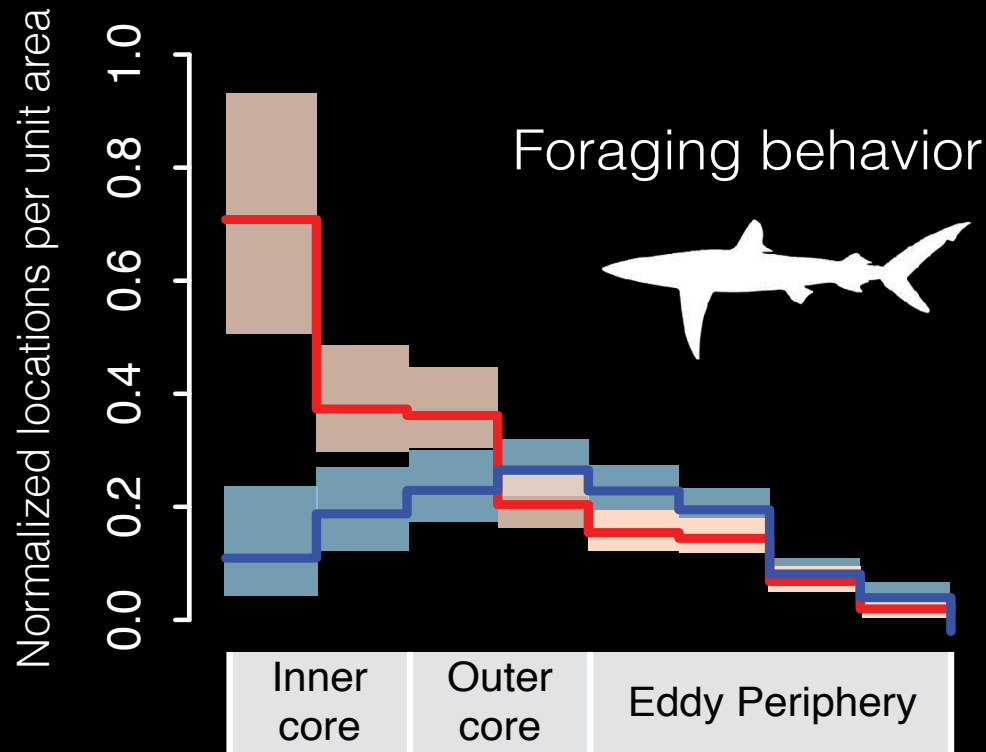 Normalized locations per unit area
1.0
0.8
0.6
0.4
0.2
0.0
Foraging behavior
Inner
core
Outer
core
Eddy Periphery